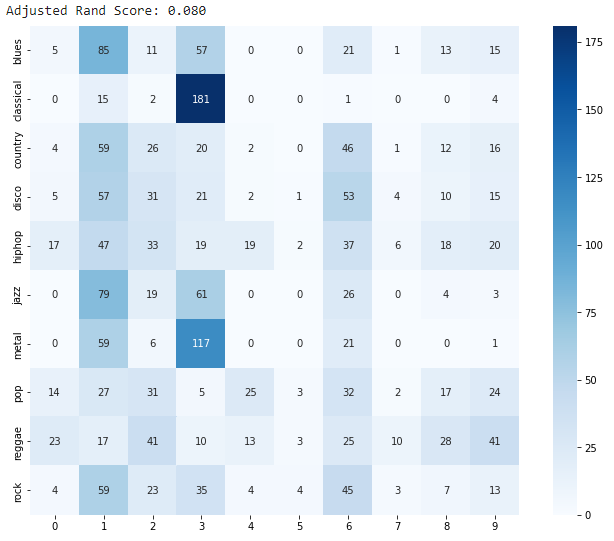 Adjusted Rand Score: 0.080
blues 5 85 11 57 0 0 21 1 13 15
classical 0 15 2 181 0 0 1 0 0 4
country 4 59 26 20 2 0 46 1 12 16
disco 5 57 31 21 2 1 53 4 10 15
hiphop 17 47 33 19 19 2 37 6 18 20
jazz 0 79 19 61 0 0 26 0 4 3
metal 0 59 6 117 0 0 21 0 0 1
pop 14 27 31 5 25 3 32 2 17 24
reggae 23 17 41 10 13 3 25 10 28 41
rock 4 59 23 35 4 4 45 3 7 13
0 1 2 3 4 5 6 7 8 9
175
150
125
100
75
50
25
0